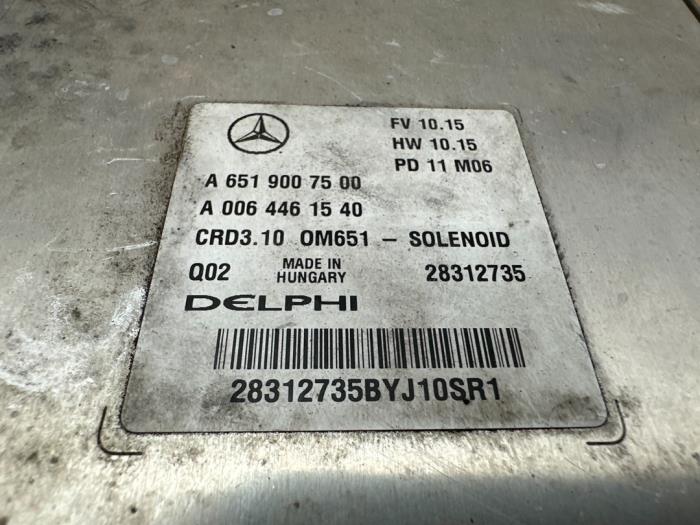 FV 10.15
HW 10.15
PD 11 M06
A 651 900 75 00
A 006 446 15 40
CRD3.10 OM651 – SOLENOID
Q02 MADE IN HUNGARY 28312735
DELPHI
28312735BYJ10SR1